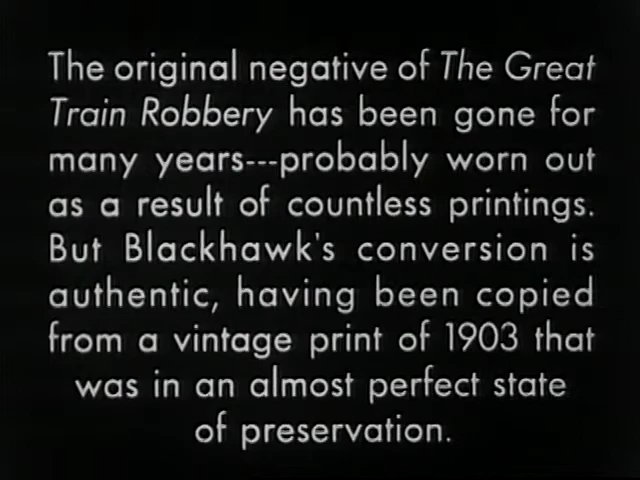 The original negative of The Great
Train Robbery has been gone for
many years---probably worn out
as a result of countless printings.
But Blackhawk's conversion is
authentic, having been copied
from a vintage print of 1903 that
was in an almost perfect state
of preservation.